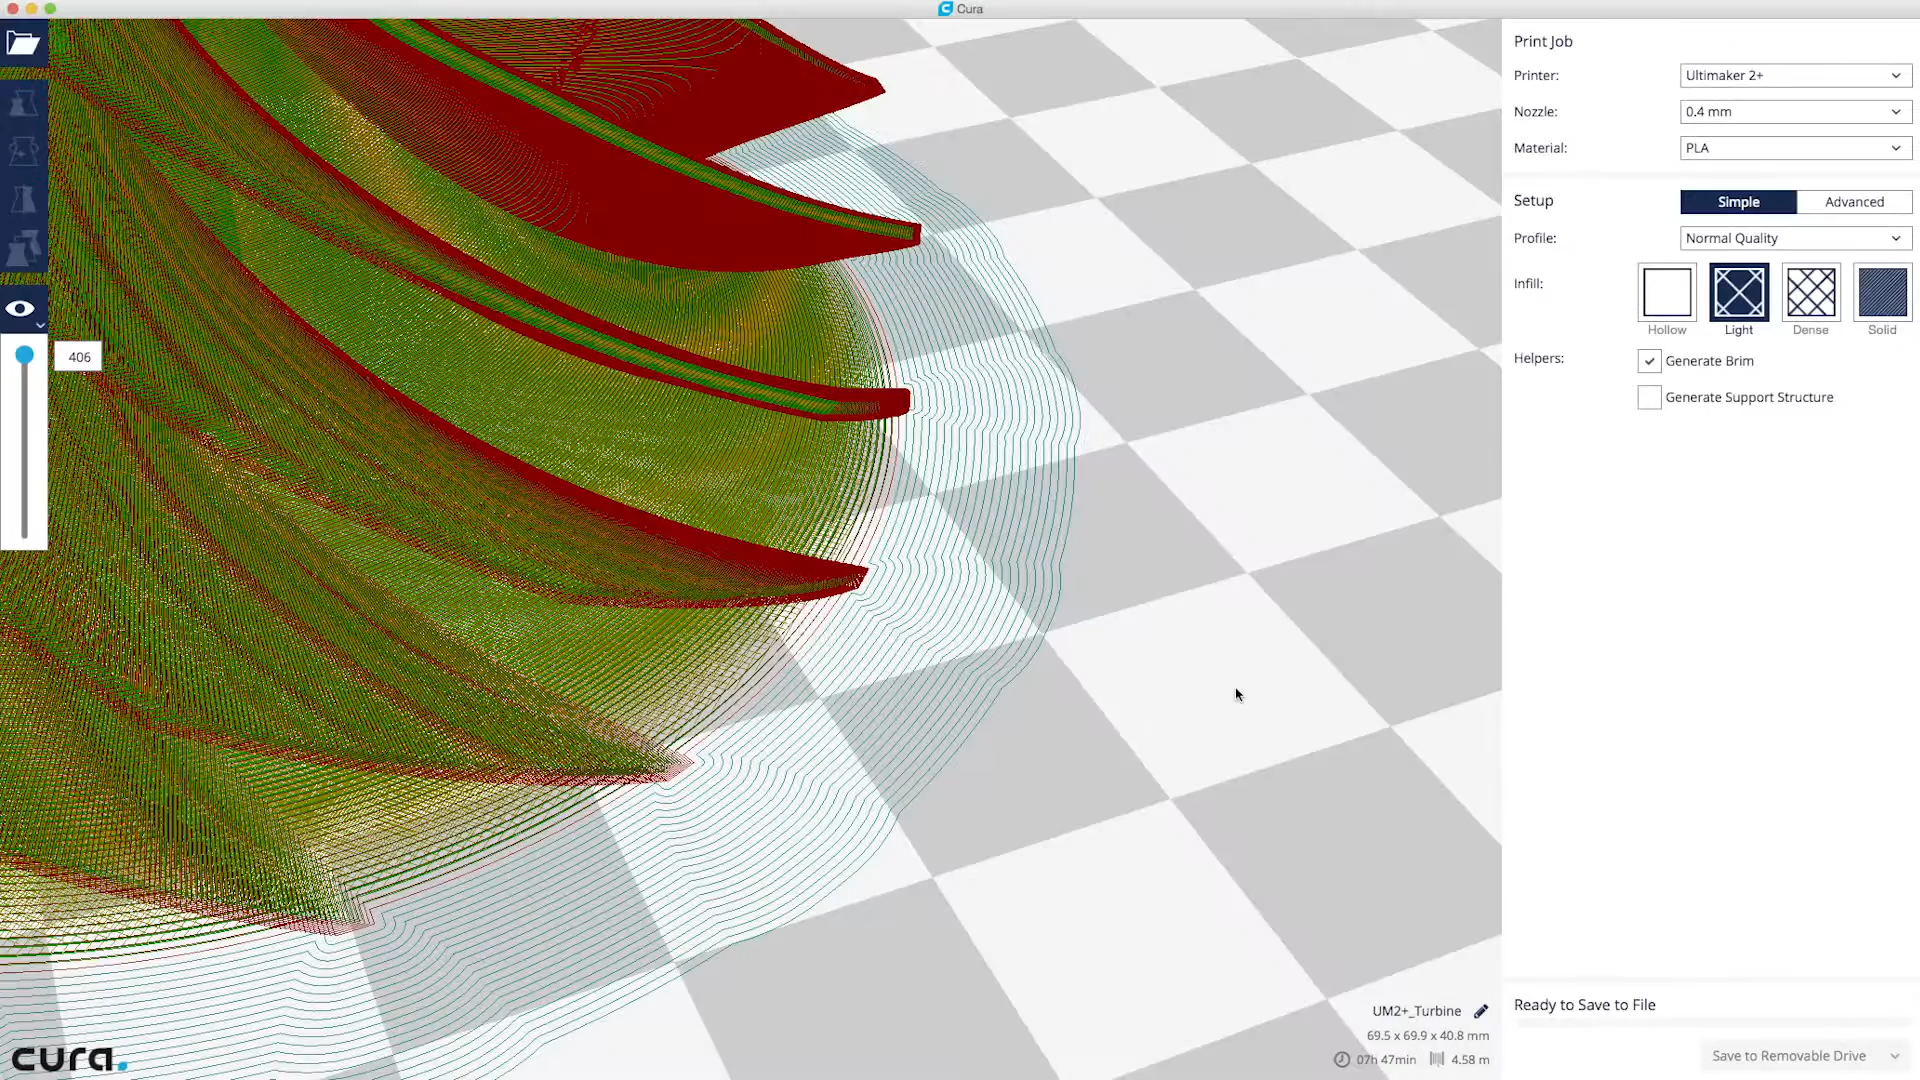 Cura
Print Job
Printer: Ultimaker 2+
Nozzle: 0.4 mm
Material: PLA
Setup Simple Advanced
Profile: Normal Quality
Infill:
Hollow Light Dense Solid
406
Helpers: Generate Brim
Generate Support Structure
UM2+_Turbine
69.5 x 69.9 x 40.8 mm
07h 47min 4.58 m
Ready to Save to File
Save to Removable Drive
cura.